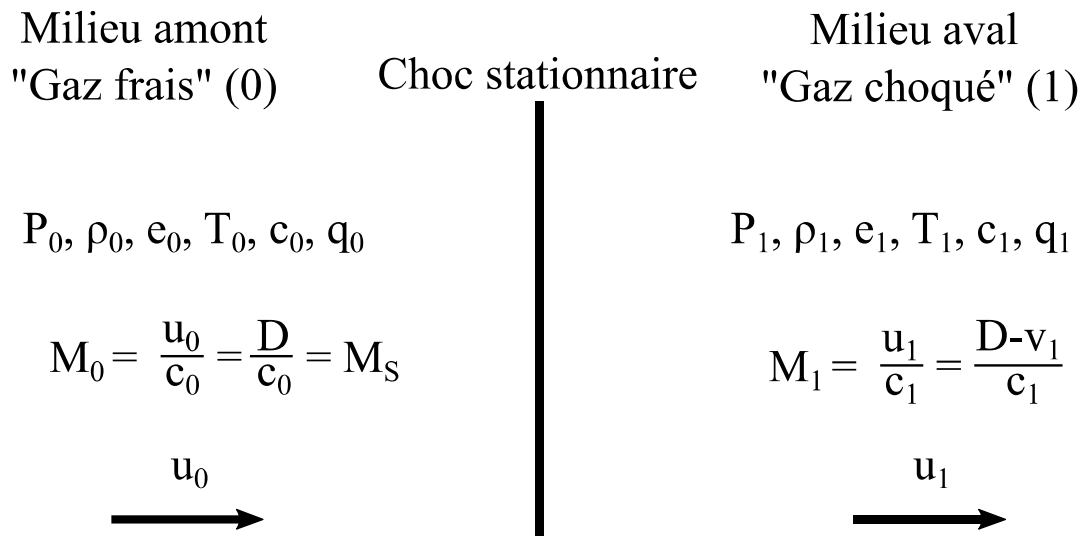 Milieu amont
"Gaz frais" (0)
Choc stationnaire
Milieu aval
"Gaz choqué" (1)
P₀, ρ₀, e₀, T₀, c₀, q₀
P₁, ρ₁, e₁, T₁, c₁, q₁
M₀ = u₀/c₀ = D/c₀ = Mₛ
M₁ = u₁/c₁ = D-v₁/c₁
u₀
u₁